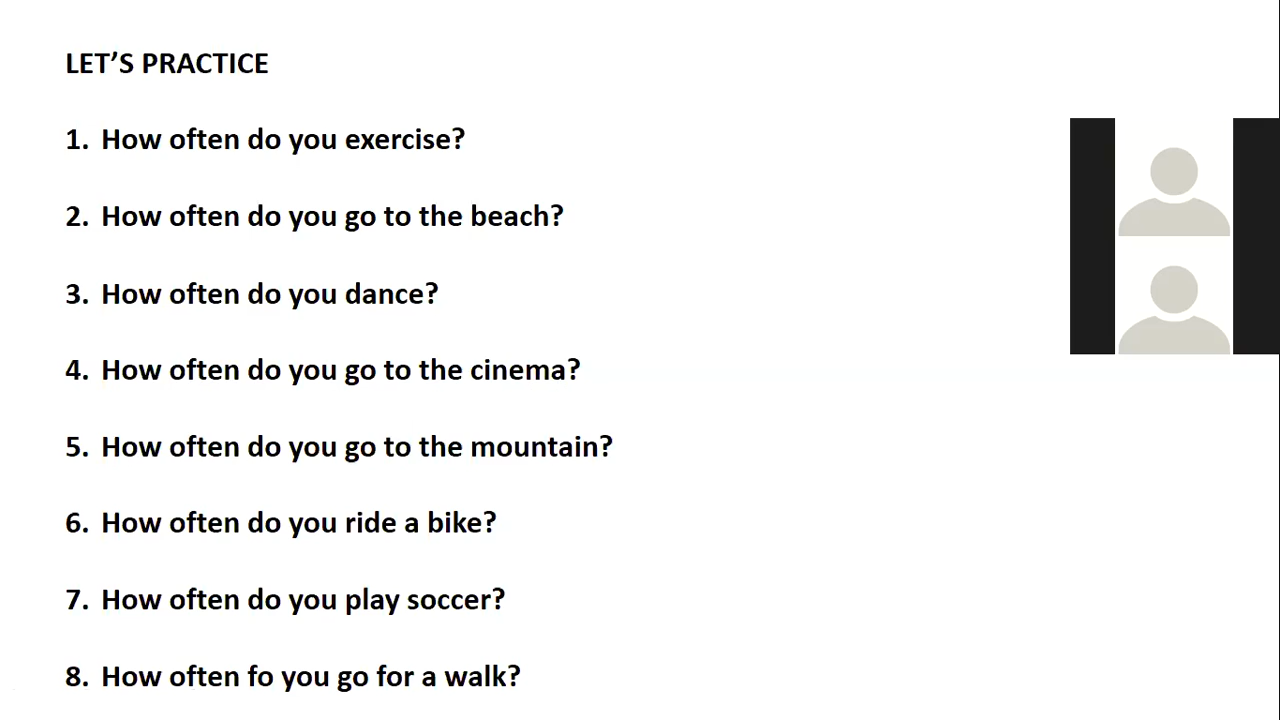 LET’S PRACTICE
1. How often do you exercise?
2. How often do you go to the beach?
3. How often do you dance?
4. How often do you go to the cinema?
5. How often do you go to the mountain?
6. How often do you ride a bike?
7. How often do you play soccer?
8. How often fo you go for a walk?